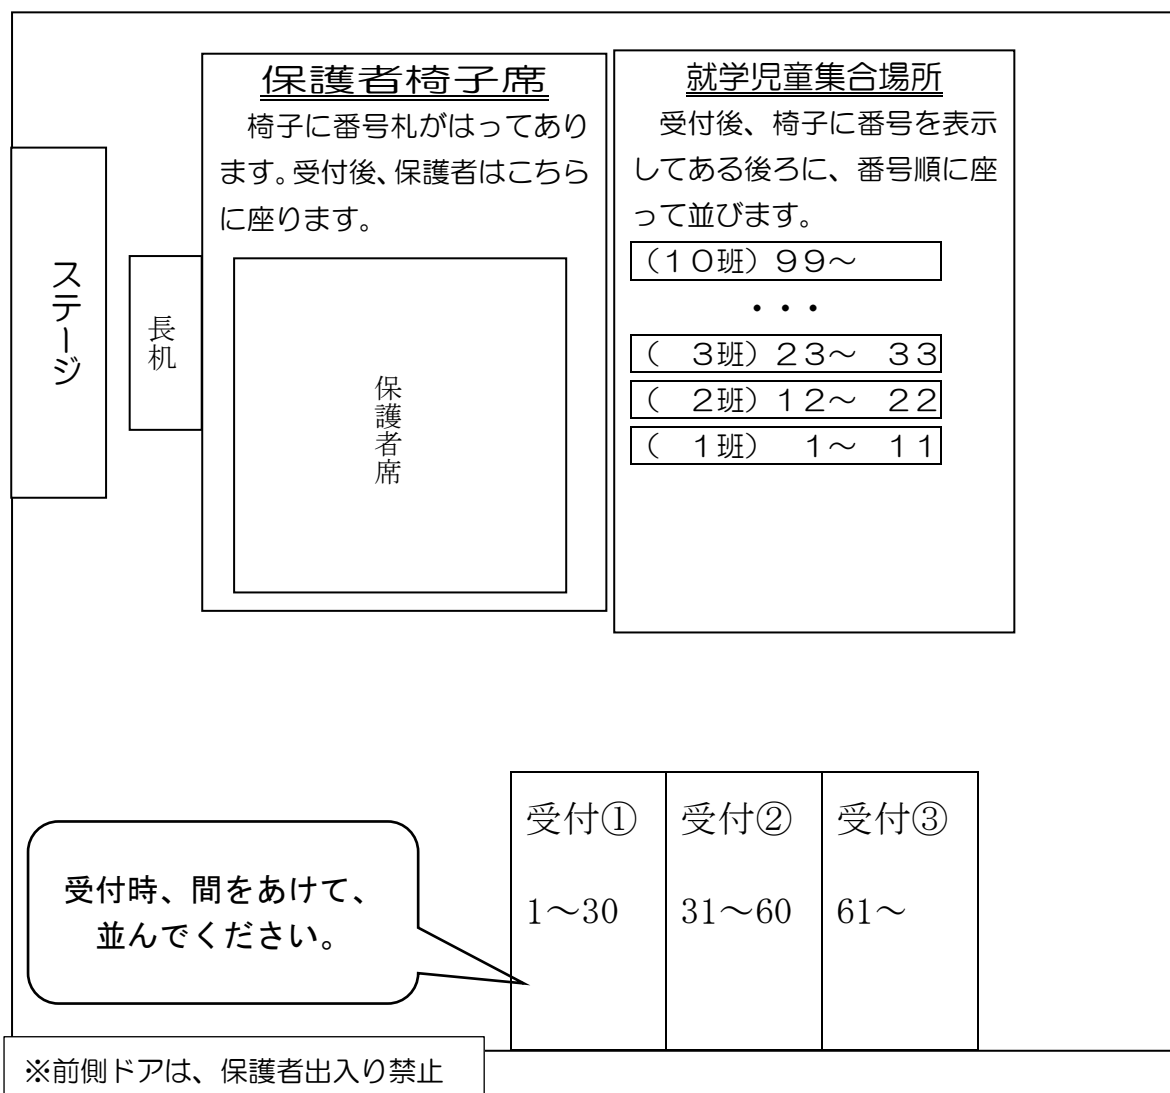 保護者椅子席
　椅子に番号札がはってあり
ます。受付後、保護者はこちら
に座ります。
就学児童集合場所
　受付後、椅子に番号を表示
してある後ろに、番号順に座
って並びます。
（１０班）９９～
・・・
（　３班）２３～　３３
（　２班）１２～　２２
（　１班）　１～　１１
ステージ
長机
保護者席
受付①
1～30
受付②
31～60
受付③
61～
受付時、間をあけて、
並んでください。
※前側ドアは、保護者出入り禁止